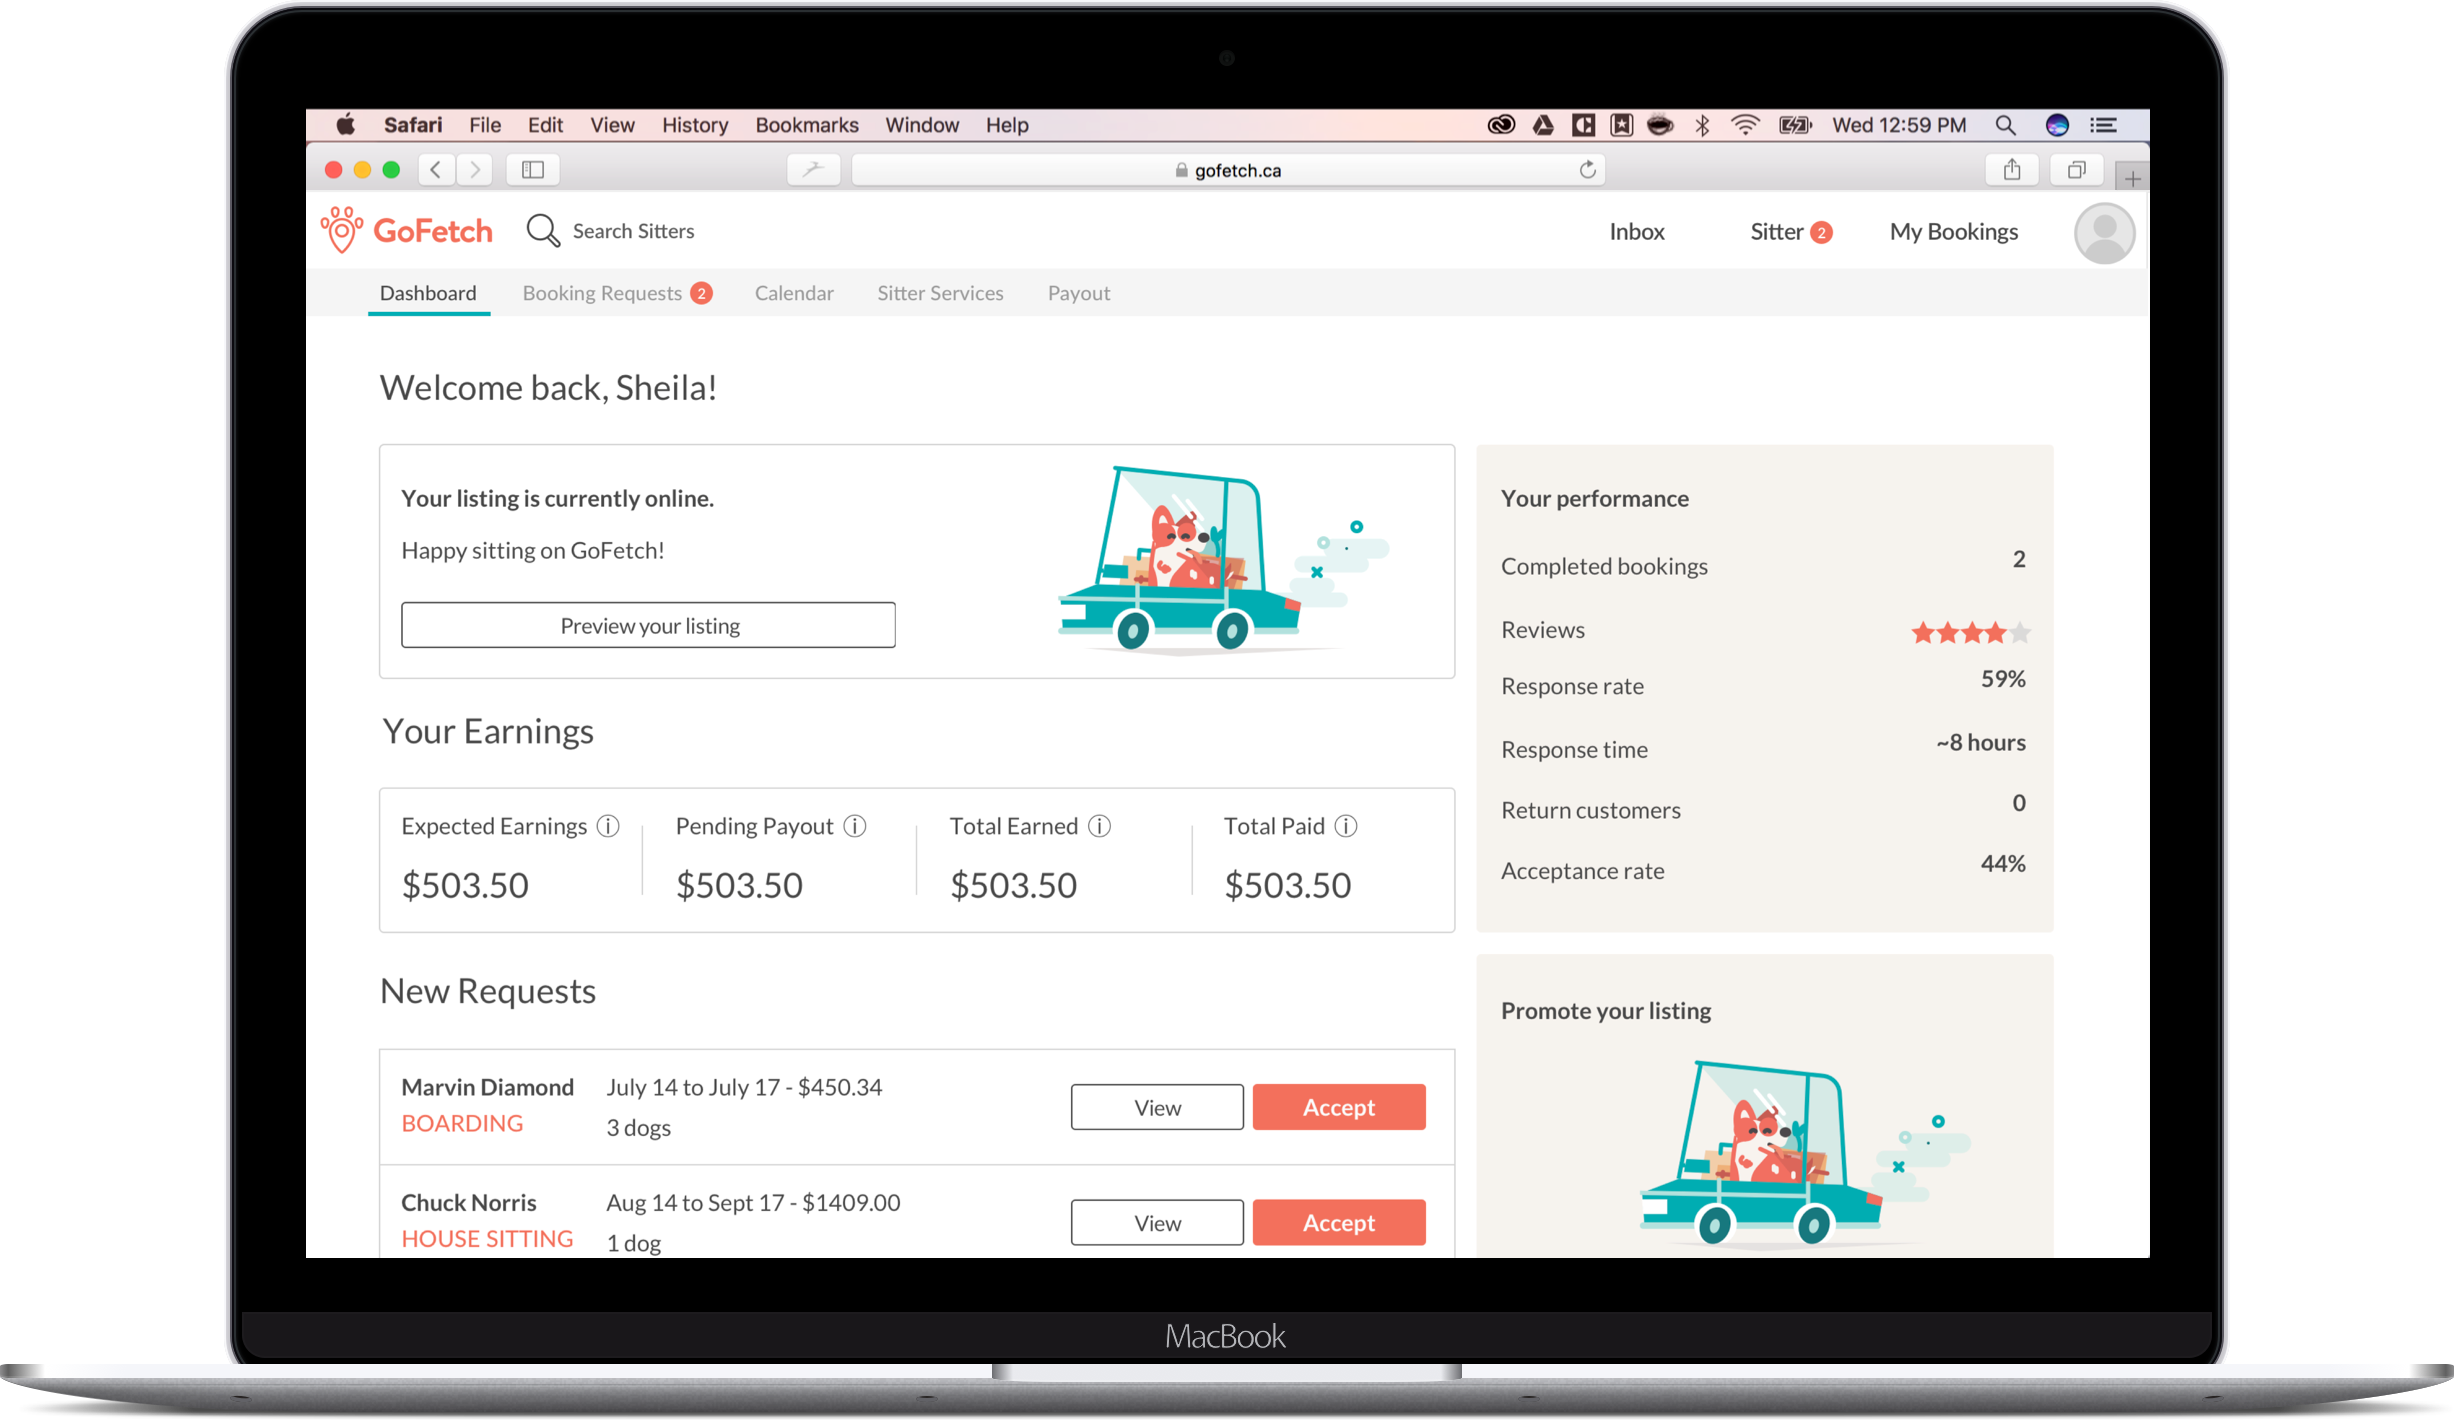 Safari File Edit View History Bookmarks Window Help Wed 12:59 PM
gofetch.ca
GoFetch Search Sitters Inbox Sitter 2 My Bookings
Dashboard Booking Requests 2 Calendar Sitter Services Payout
Welcome back, Sheila!
Your listing is currently online.
Happy sitting on GoFetch!
Preview your listing
Your performance
Completed bookings 2
Reviews
Response rate 59%
Response time ~8 hours
Return customers 0
Acceptance rate 44%
Your Earnings
Expected Earnings Pending Payout Total Earned Total Paid
$503.50 $503.50 $503.50 $503.50
New Requests
Marvin Diamond July 14 to July 17 - $450.34
BOARDING 3 dogs
View Accept
Chuck Norris Aug 14 to Sept 17 - $1409.00
HOUSE SITTING 1 dog
View Accept
Promote your listing
MacBook